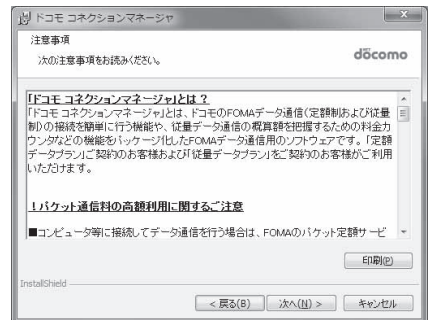 ドコモ コネクションマネージャ
注意事項
次の注意事項をお読みください。
döcomo
「ドコモ コネクションマネージャ」とは？
「ドコモ コネクションマネージャ」とは、ドコモのFOMAデータ通信（定額制および従量
制）の接続を簡単に行う機能や、従量データ通信の概算額を把握するための料金カ
ウンタなどの機能をパッケージ化したFOMAデータ通信用のソフトウェアです。「定額
データプラン」ご契約のお客様および「従量データプラン」をご契約のお客様がご利用
いただけます。
！パケット通信料の高額利用に関するご注意
■コンピュータ等に接続してデータ通信を行う場合は、FOMAのパケット定額サービ
印刷(P)
InstallShield
< 戻る(B)
次へ(N) >
キャンセル